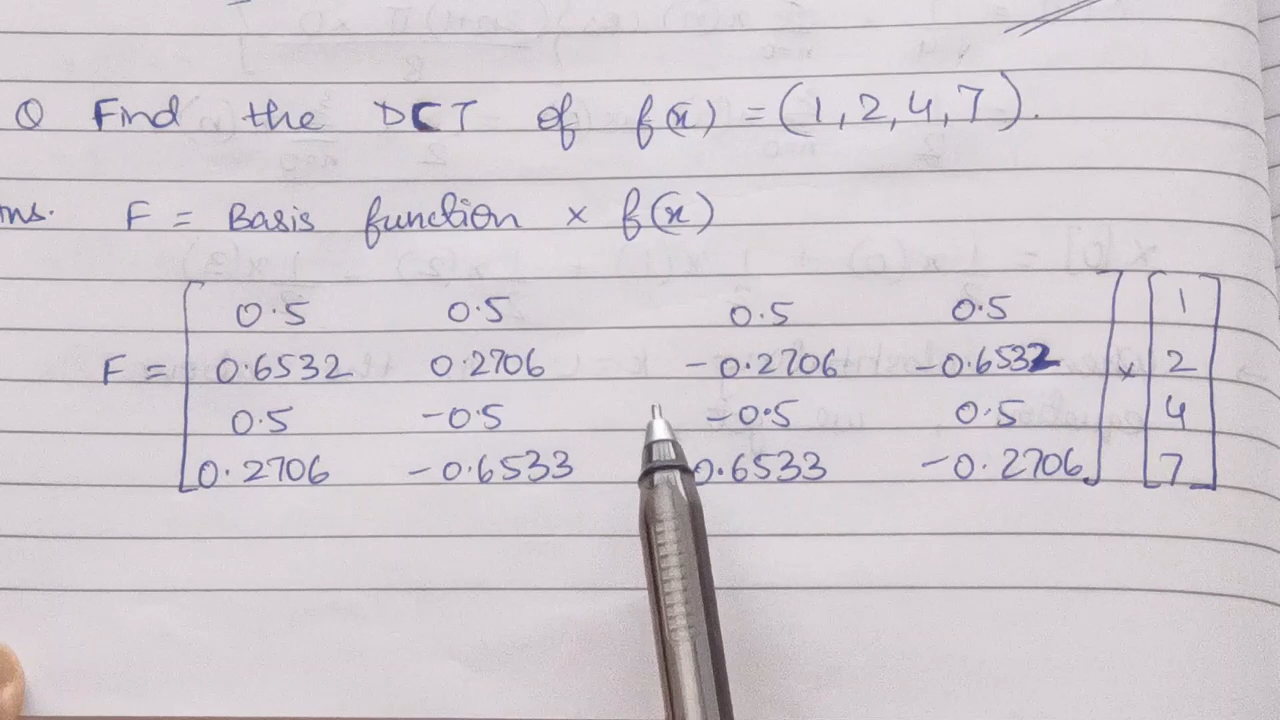 Q Find the DCT of f(x) = (1, 2, 4, 7).
ns. F = Basis function × f(x)
0.5 0.5 0.5 0.5 1
F = 0.6532 0.2706 -0.2706 -0.6532 × 2
0.5 -0.5 -0.5 0.5 4
0.2706 -0.6533 0.6533 -0.2706 7